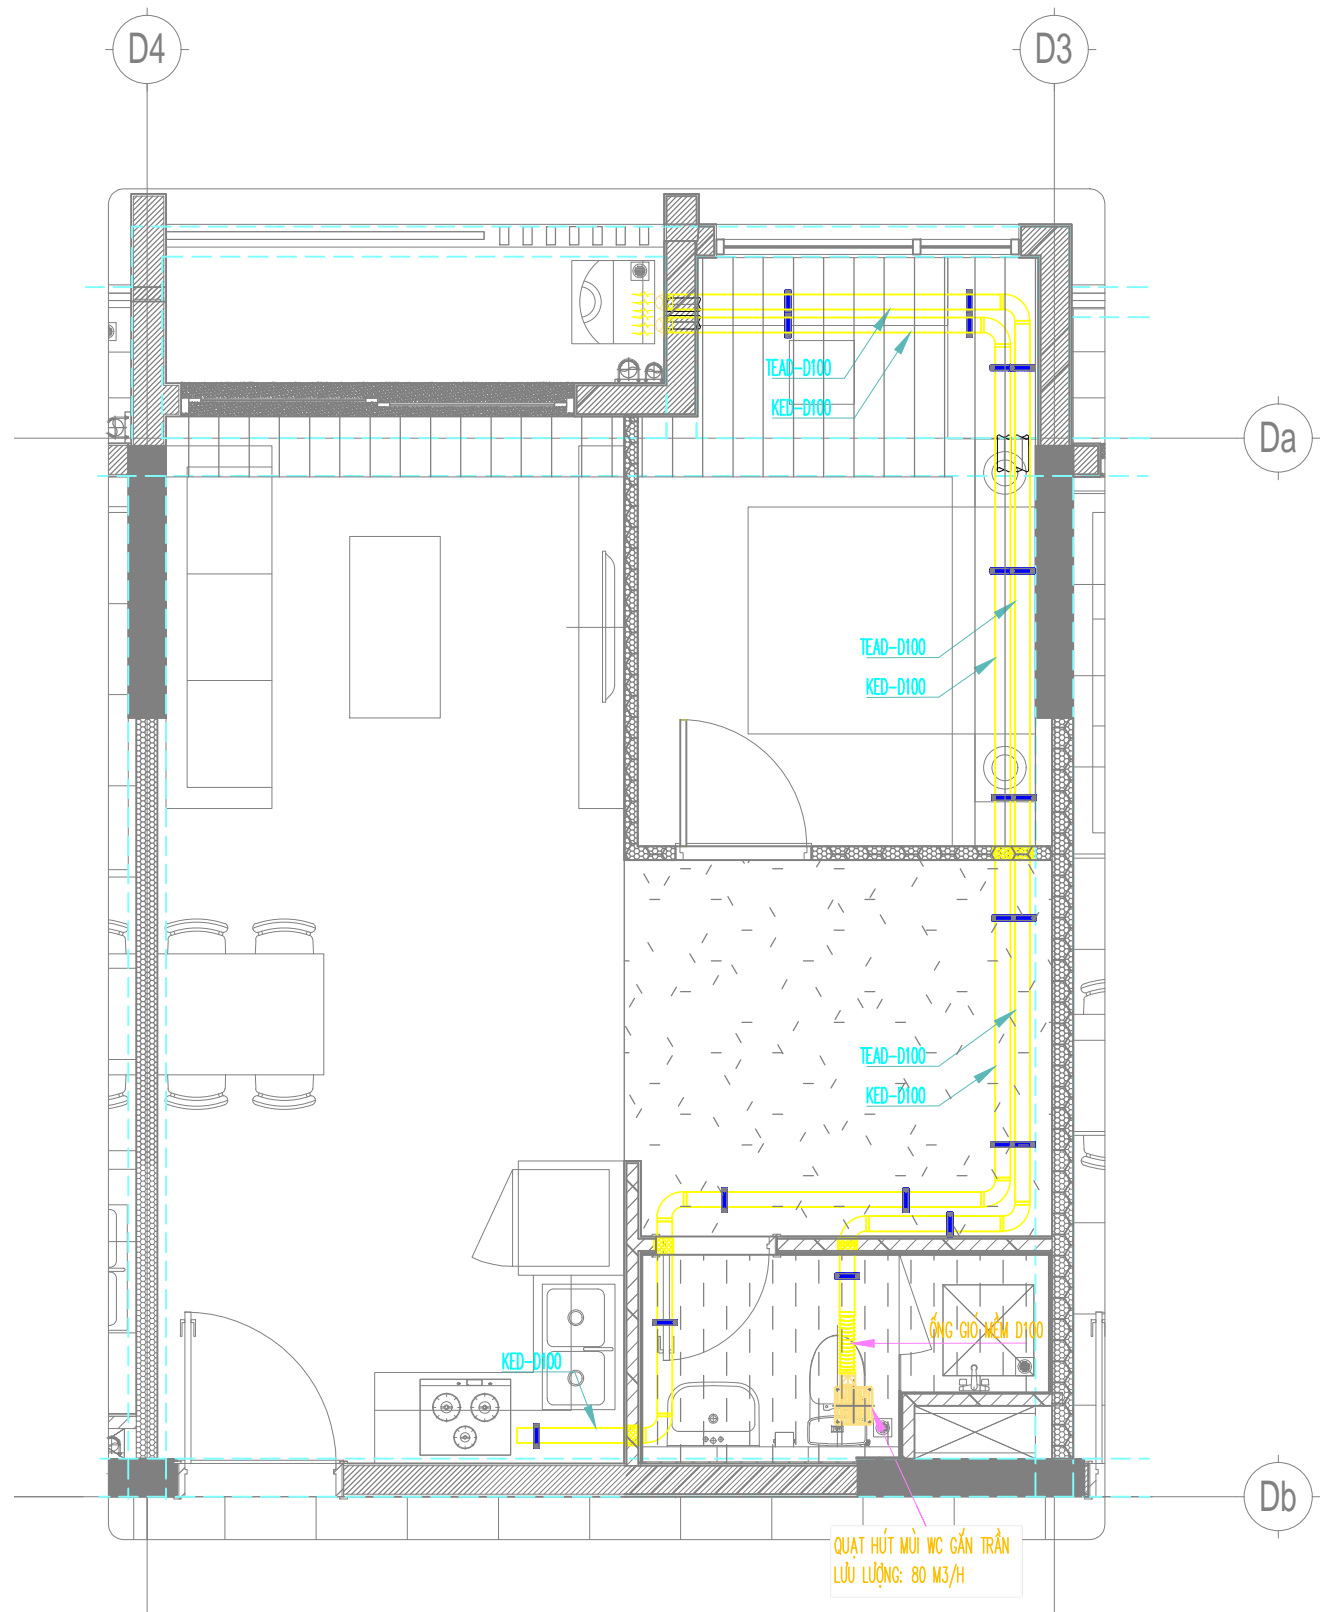 D4
D3
TEAD-D100
KED-D100
Da
TEAD-D100
KED-D100
TEAD-D100
KED-D100
ỐNG GIÓ MỀM D100
KED-D100
Db
QUẠT HÚT MÙI WC GẮN TRẦN
LƯU LƯỢNG: 80 M3/H